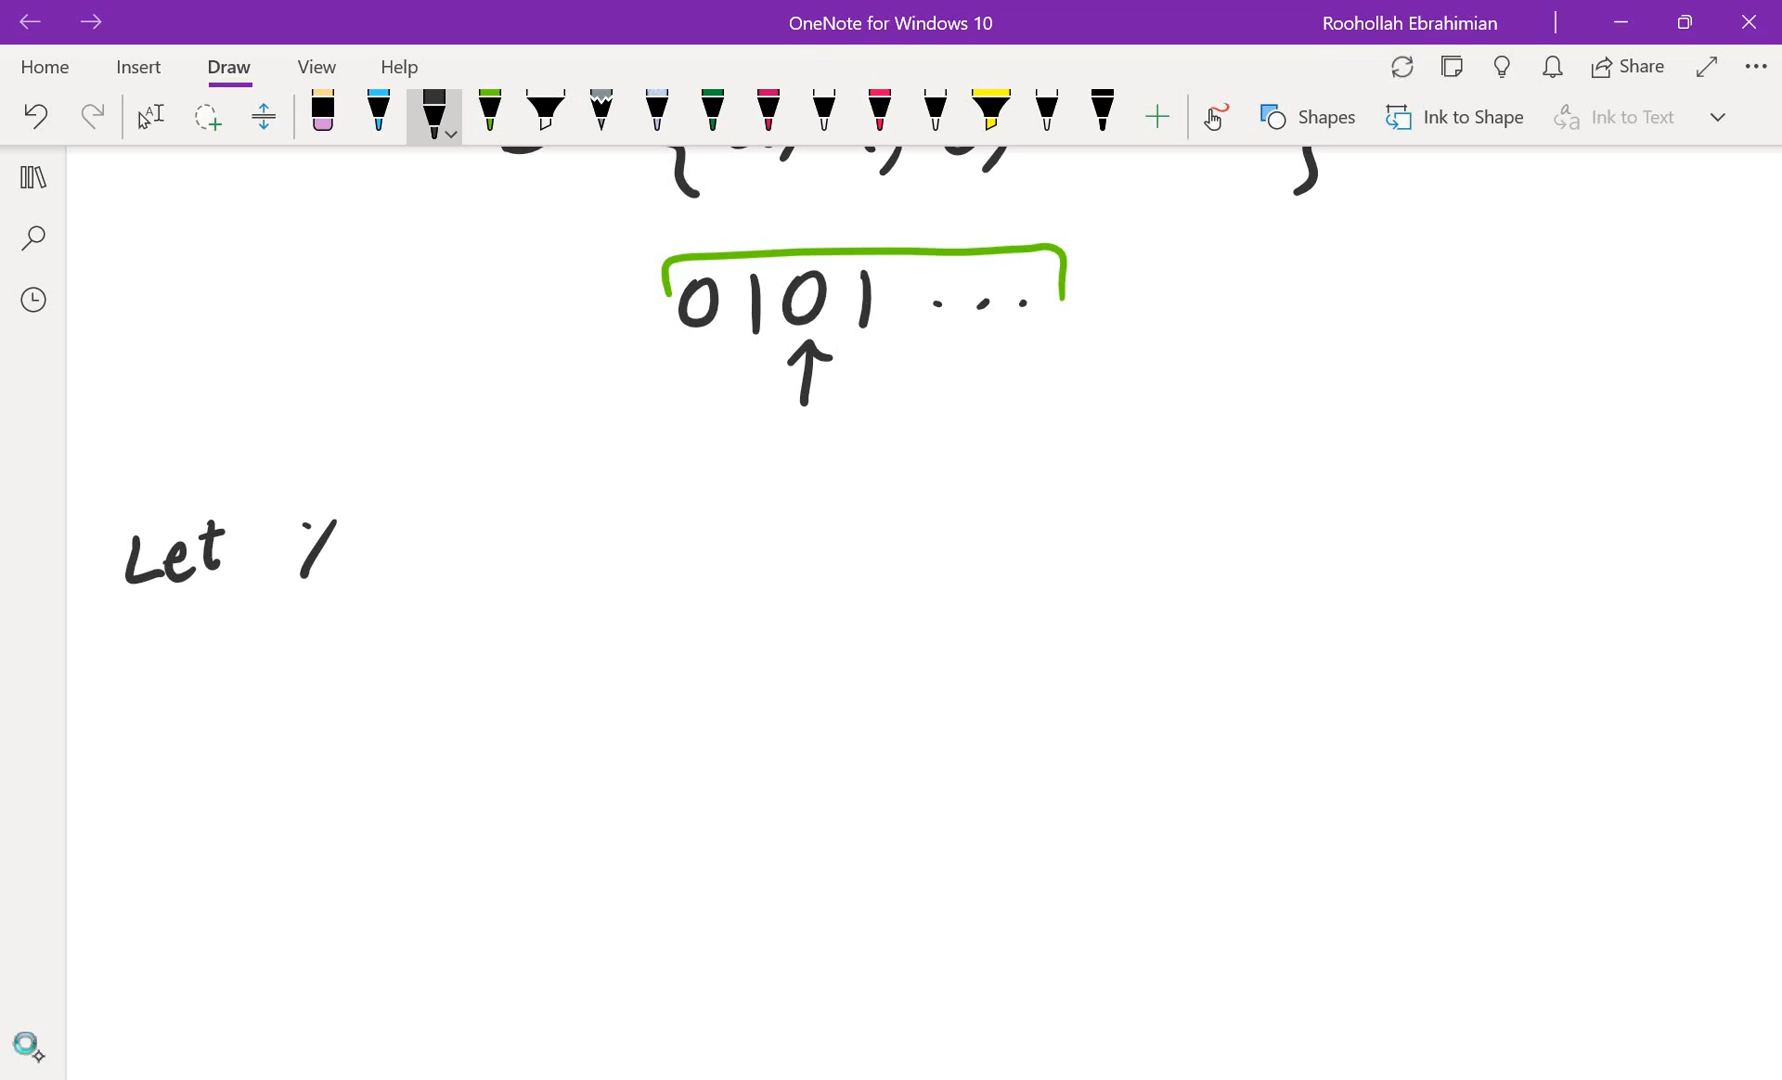 OneNote for Windows 10
Roohollah Ebrahimian
Home Insert Draw View Help
Share
Shapes
Ink to Shape
Ink to Text
0101 ...
↑
Let